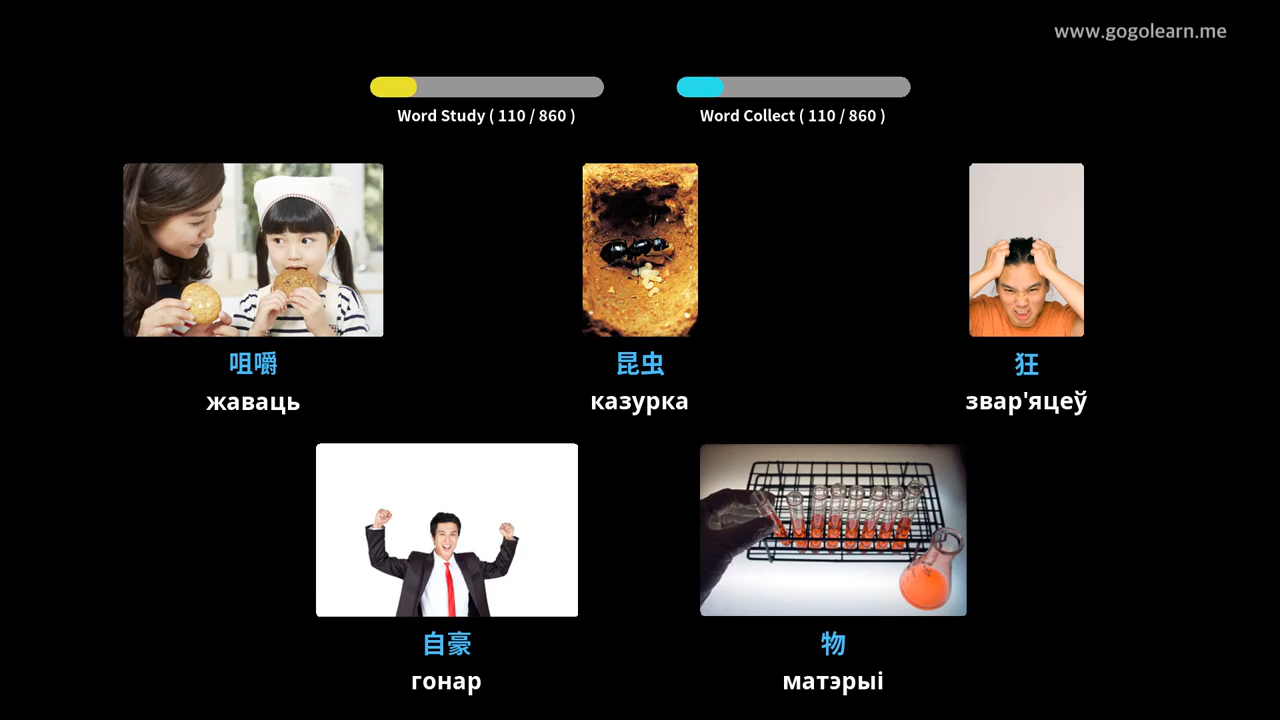 www.gogolearn.me
Word Study ( 110 / 860 )
Word Collect ( 110 / 860 )
咀嚼
жаваць
昆虫
казурка
狂
звар'яцеў
自豪
гонар
物
матэрыі